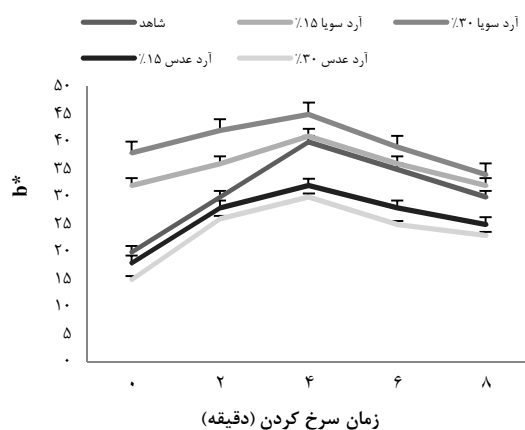 شاهد آرد سویا ۱۵٪ آرد سویا ۳۰٪
آرد عدس ۱۵٪ آرد عدس ۳۰٪
۵۰
۴۵
۴۰
۳۵
۳۰
۲۵
۲۰
۱۵
۱۰
۵
۰
b*
۰ ۲ ۴ ۶ ۸
زمان سرخ کردن (دقیقه)